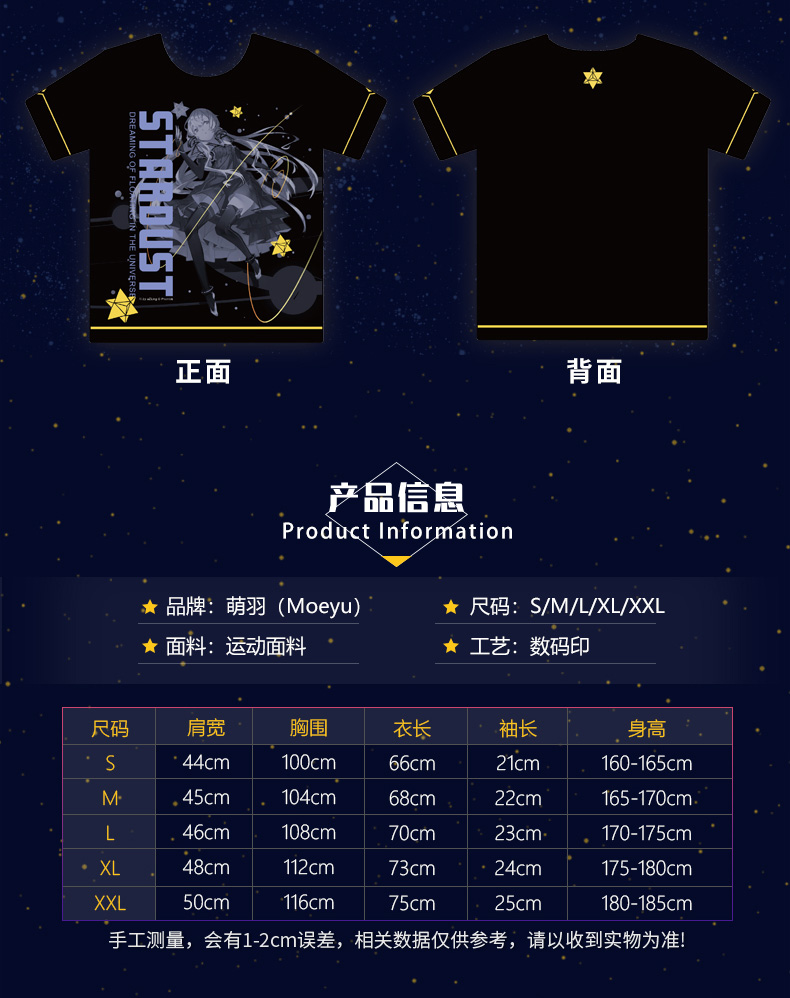 STARDUST
DREAMING OF FLOATING IN THE UNIVERSE
正面
背面
产品信息
Product Information
品牌：萌羽（Moeyu）
尺码：S/M/L/XL/XXL
面料：运动面料
工艺：数码印
尺码 肩宽 胸围 衣长 袖长 身高
S 44cm 100cm 66cm 21cm 160-165cm
M 45cm 104cm 68cm 22cm 165-170cm
L 46cm 108cm 70cm 23cm 170-175cm
XL 48cm 112cm 73cm 24cm 175-180cm
XXL 50cm 116cm 75cm 25cm 180-185cm
手工测量，会有1-2cm误差，相关数据仅供参考，请以收到实物为准!